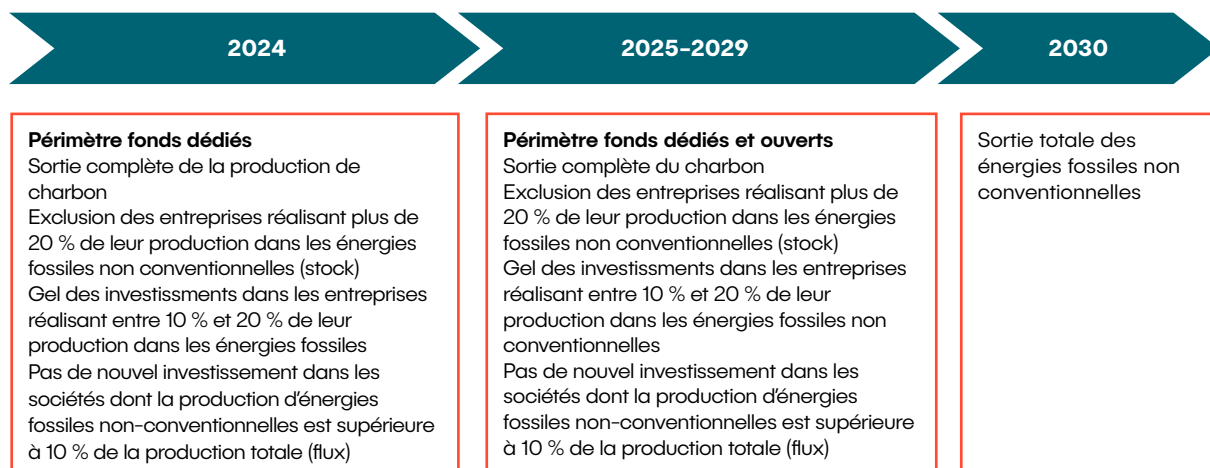 2024
2025-2029
2030
Périmètre fonds dédiés
Sortie complète de la production de
charbon
Exclusion des entreprises réalisant plus de
20 % de leur production dans les énergies
fossiles non conventionnelles (stock)
Gel des investissments dans les entreprises
réalisant entre 10 % et 20 % de leur
production dans les énergies fossiles
Pas de nouvel investissement dans les
sociétés dont la production d'énergies
fossiles non-conventionnelles est supérieure
à 10 % de la production totale (flux)
Périmètre fonds dédiés et ouverts
Sortie complète du charbon
Exclusion des entreprises réalisant plus de
20 % de leur production dans les énergies
fossiles non conventionnelles (stock)
Gel des investissments dans les entreprises
réalisant entre 10 % et 20 % de leur
production dans les énergies fossiles non
conventionnelles
Pas de nouvel investissement dans les
sociétés dont la production d'énergies
fossiles non-conventionnelles est supérieure
à 10 % de la production totale (flux)
Sortie totale des
énergies fossiles non
conventionnelles